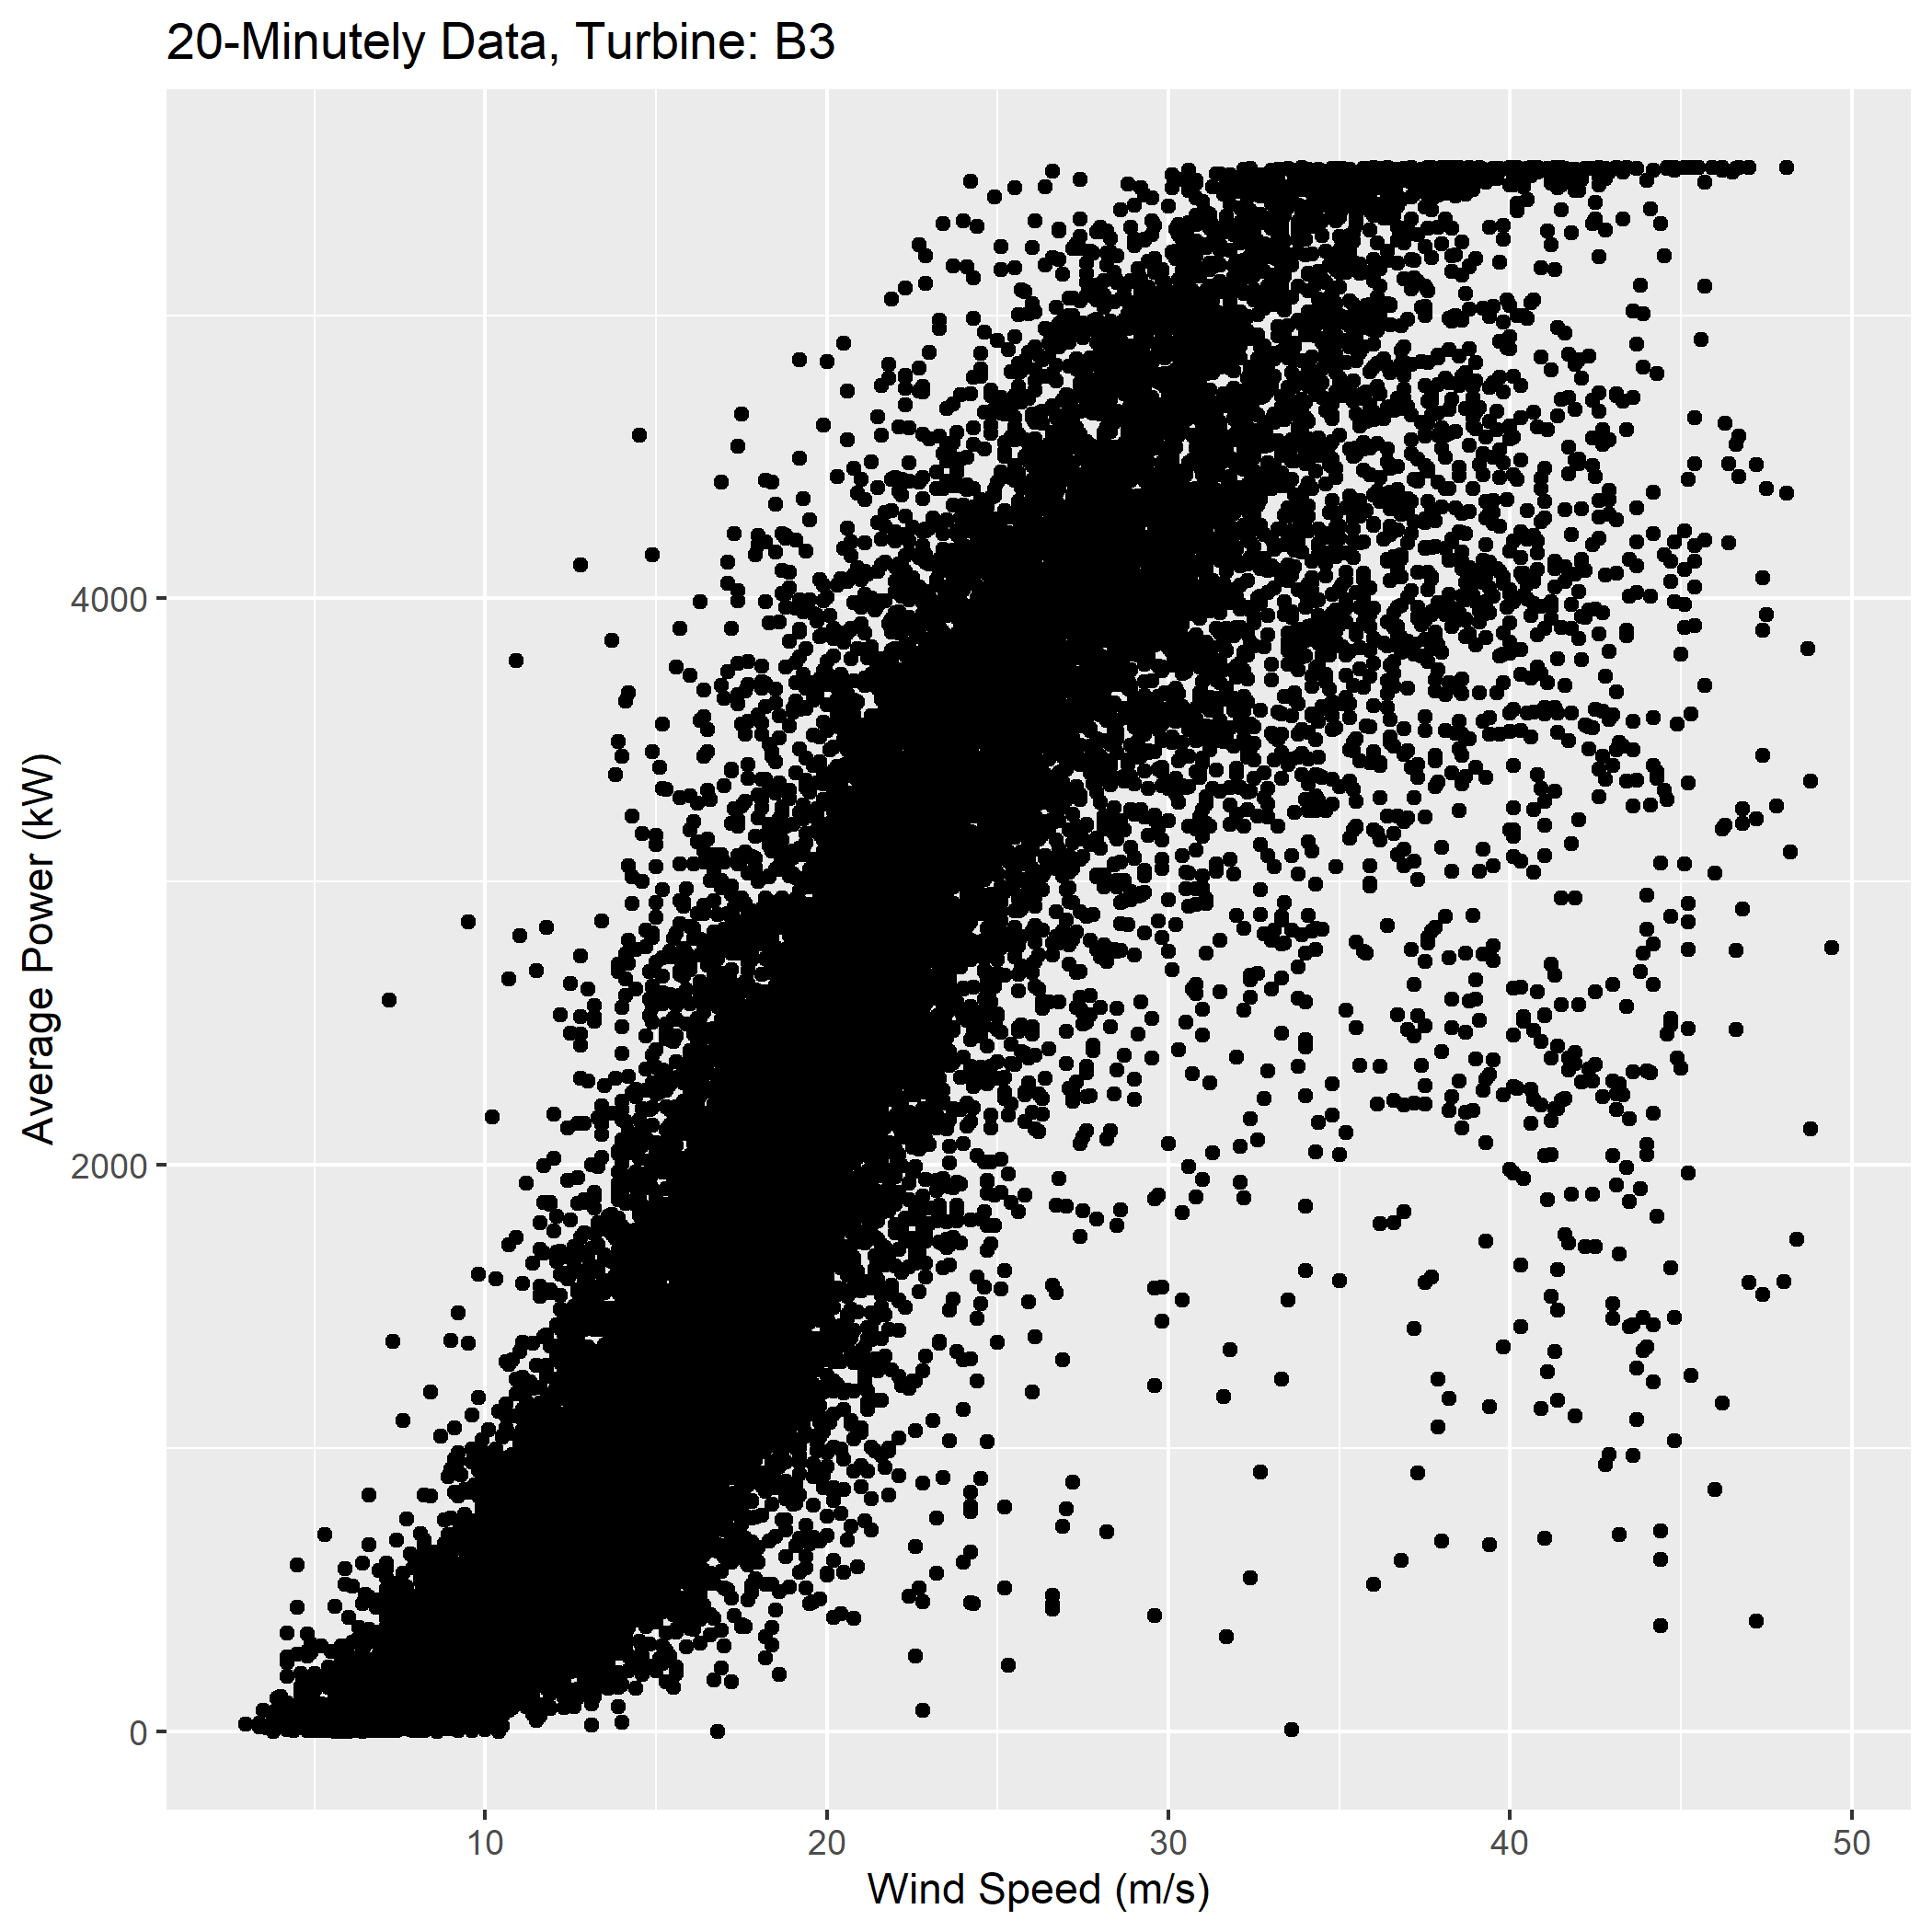 20-Minutely Data, Turbine: B3
Average Power (kW)
4000
2000
0
10 20 30 40 50
Wind Speed (m/s)